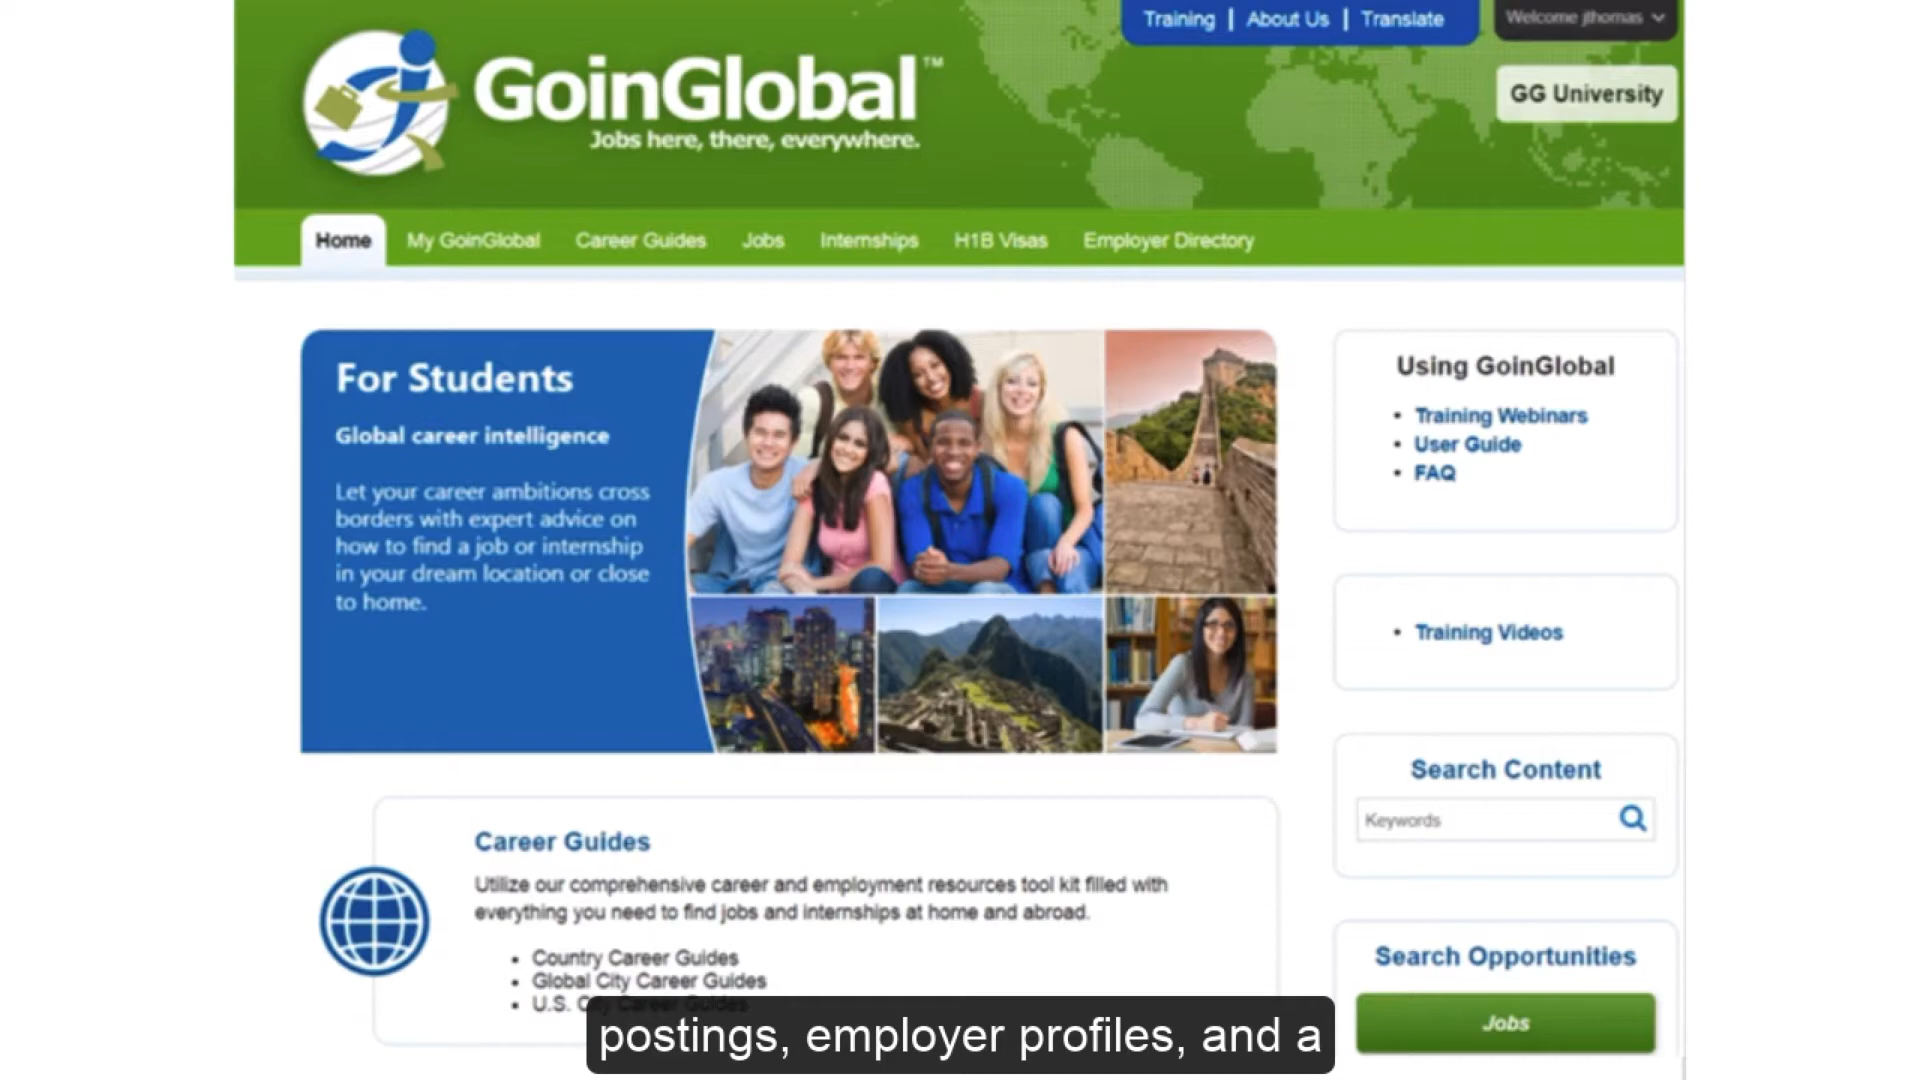 Training | About Us | Translate
Welcome jthomas
GoinGlobal™
Jobs here, there, everywhere.
GG University
Home
My GoinGlobal
Career Guides
Jobs
Internships
H1B Visas
Employer Directory
For Students
Global career intelligence
Let your career ambitions cross
borders with expert advice on
how to find a job or internship
in your dream location or close
to home.
Using GoinGlobal
• Training Webinars
• User Guide
• FAQ
• Training Videos
Search Content
Keywords
Career Guides
Utilize our comprehensive career and employment resources tool kit filled with
everything you need to find jobs and internships at home and abroad.
• Country Career Guides
• Global City Career Guides
• U.S. City Career Guides
Search Opportunities
Jobs
postings, employer profiles, and a